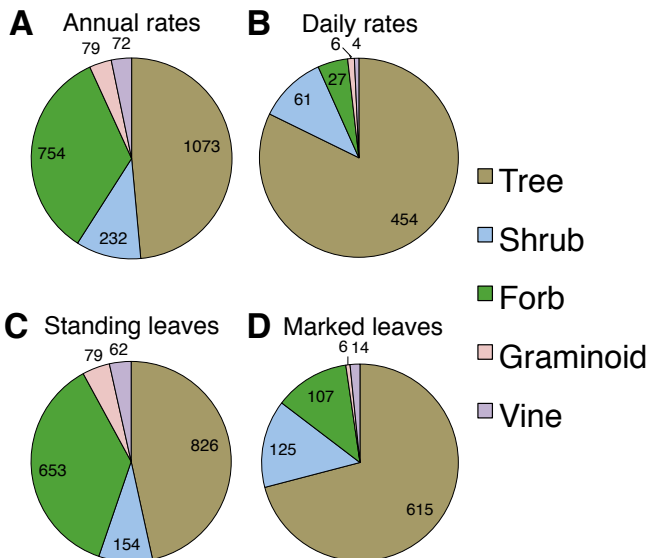 A Annual rates
79 72
754
1073
232
B Daily rates
6 4
27
61
454
Tree
Shrub
Forb
Graminoid
Vine
C Standing leaves
79 62
826
653
154
D Marked leaves
6 14
107
125
615